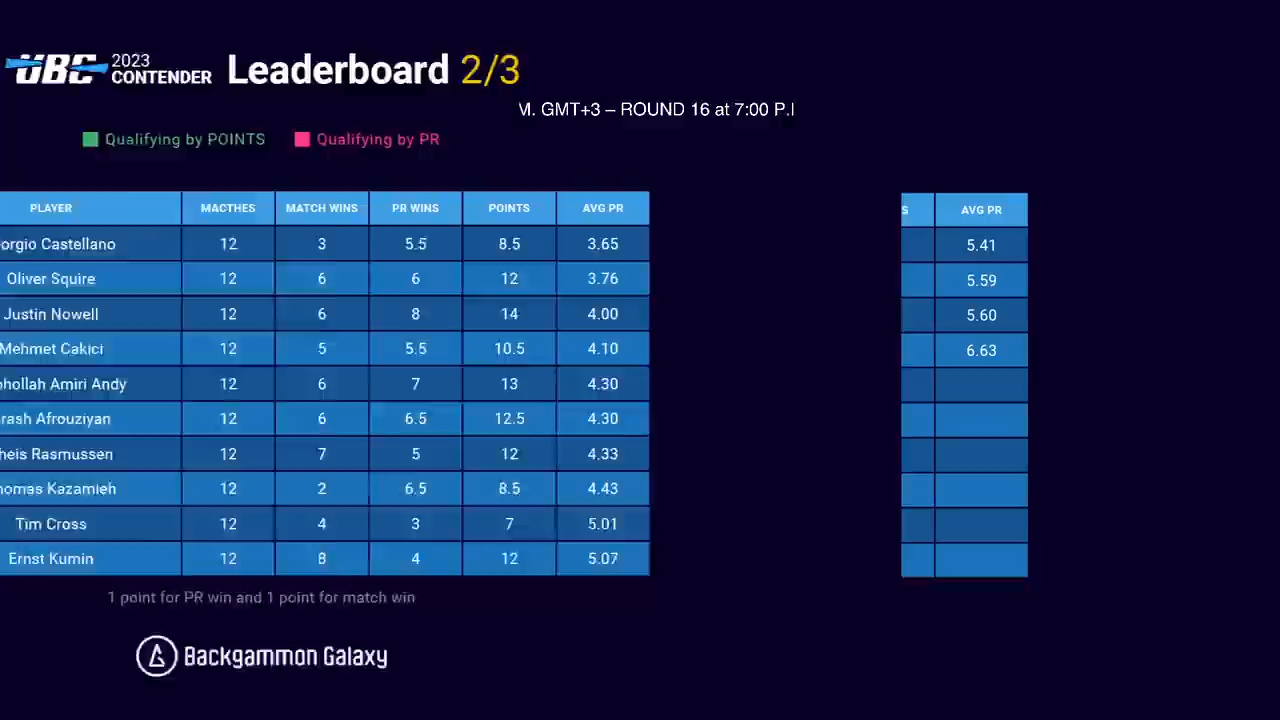 UBC 2023 CONTENDER Leaderboard 2/3
M. GMT+3 – ROUND 16 at 7:00 P.
Qualifying by POINTS Qualifying by PR
PLAYER MACTHES MATCH WINS PR WINS POINTS AVG PR
orgio Castellano 12 3 5.5 8.5 3.65
Oliver Squire 12 6 6 12 3.76
Justin Nowell 12 6 8 14 4.00
Mehmet Cakici 12 5 5.5 10.5 4.10
hollah Amiri Andy 12 6 7 13 4.30
rash Afrouziyan 12 6 6.5 12.5 4.30
heis Rasmussen 12 7 5 12 4.33
homas Kazamieh 12 2 6.5 8.5 4.43
Tim Cross 12 4 3 7 5.01
Ernst Kumin 12 8 4 12 5.07
S AVG PR
5.41
5.59
5.60
6.63
1 point for PR win and 1 point for match win
Backgammon Galaxy